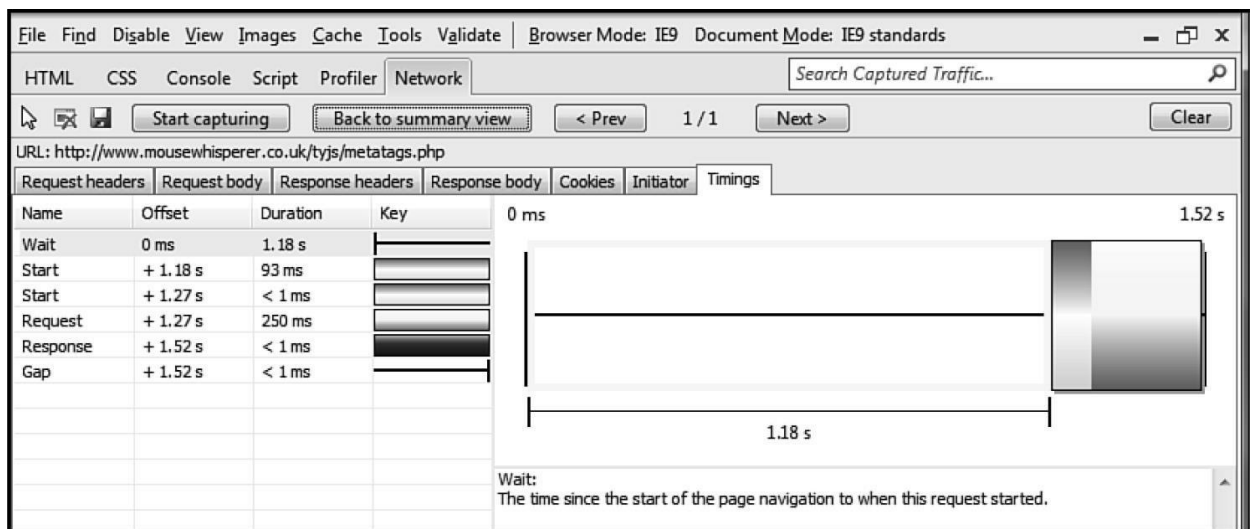 File Find Disable View Images Cache Tools Validate Browser Mode: IE9 Document Mode: IE9 standards
HTML CSS Console Script Profiler Network Search Captured Traffic...
Start capturing Back to summary view < Prev 1 / 1 Next > Clear
URL: http://www.mousewhisperer.co.uk/tyjs/metatags.php
Request headers Request body Response headers Response body Cookies Initiator Timings
Name Offset Duration Key 0 ms 1.52 s
Wait 0 ms 1.18 s
Start + 1.18 s 93 ms
Start + 1.27 s < 1 ms
Request + 1.27 s 250 ms
Response + 1.52 s < 1 ms
Gap + 1.52 s < 1 ms
1.18 s
Wait:
The time since the start of the page navigation to when this request started.